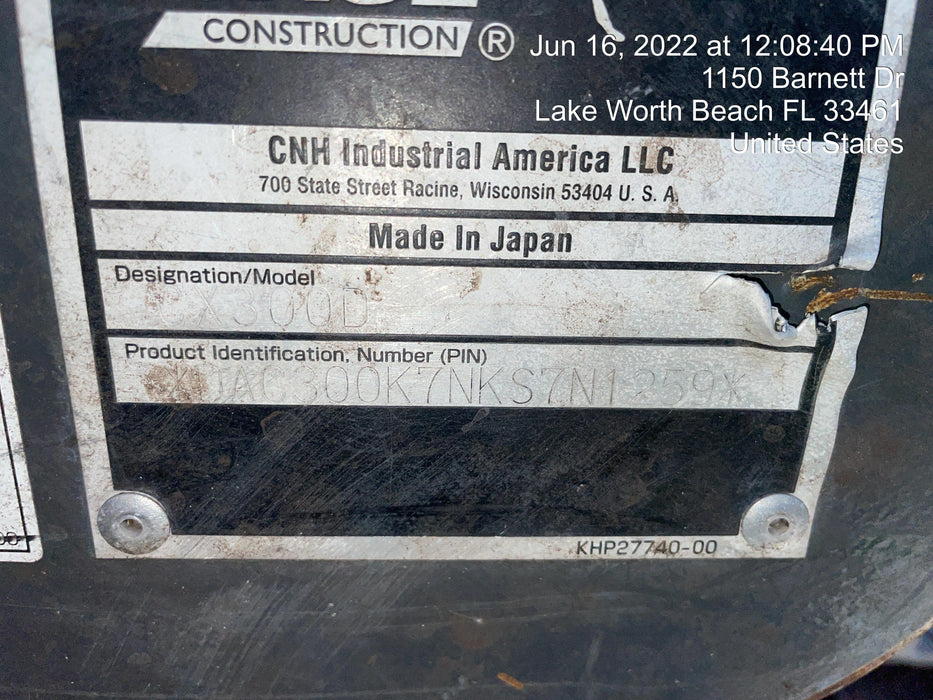 CONSTRUCTION ®
Jun 16, 2022 at 12:08:40 PM
1150 Barnett Dr
Lake Worth Beach FL 33461
United States
CNH Industrial America LLC
700 State Street Racine, Wisconsin 53404 U. S. A.
Made In Japan
Designation/Model
CX300D
Product Identification, Number (PIN)
KHP27740-00